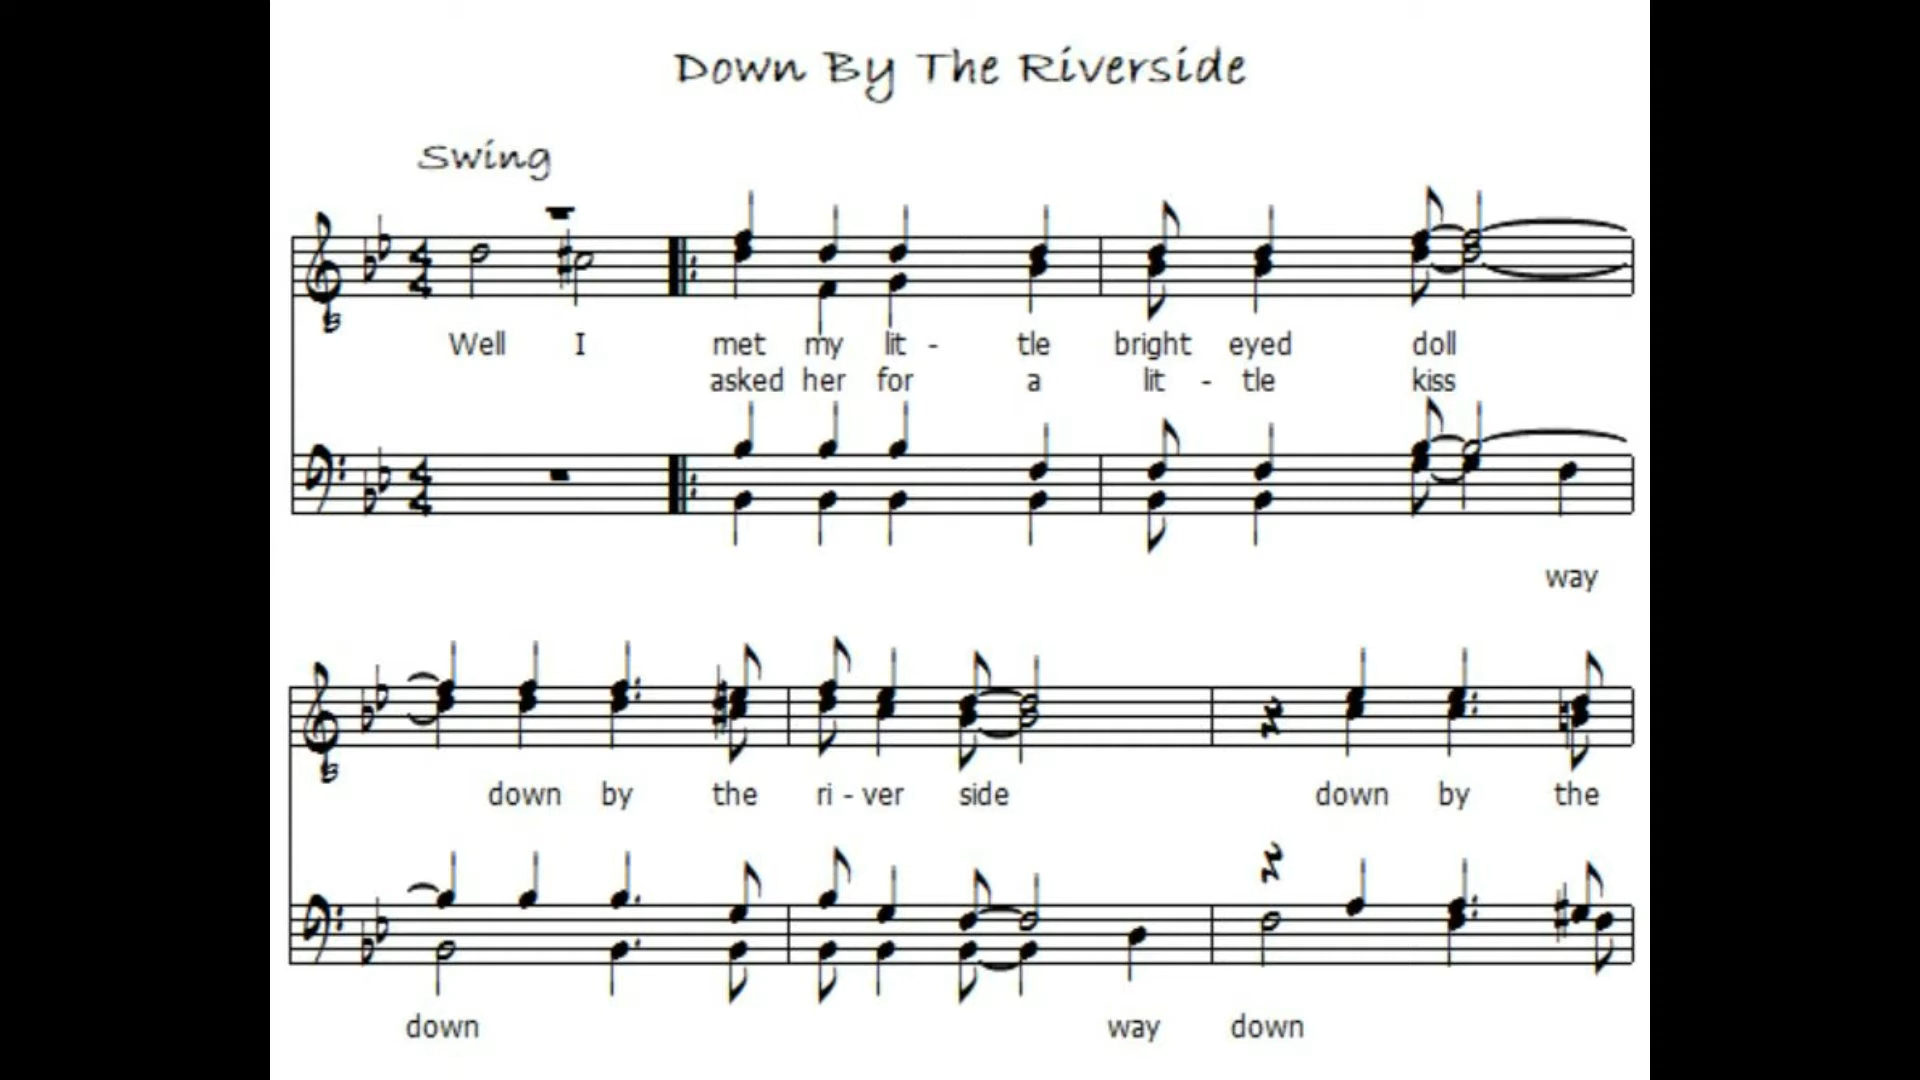 Down By The Riverside
Swing
Well I met my lit - tle bright eyed doll
asked her for a lit - tle kiss
way
down by the ri - ver side down by the
down way down